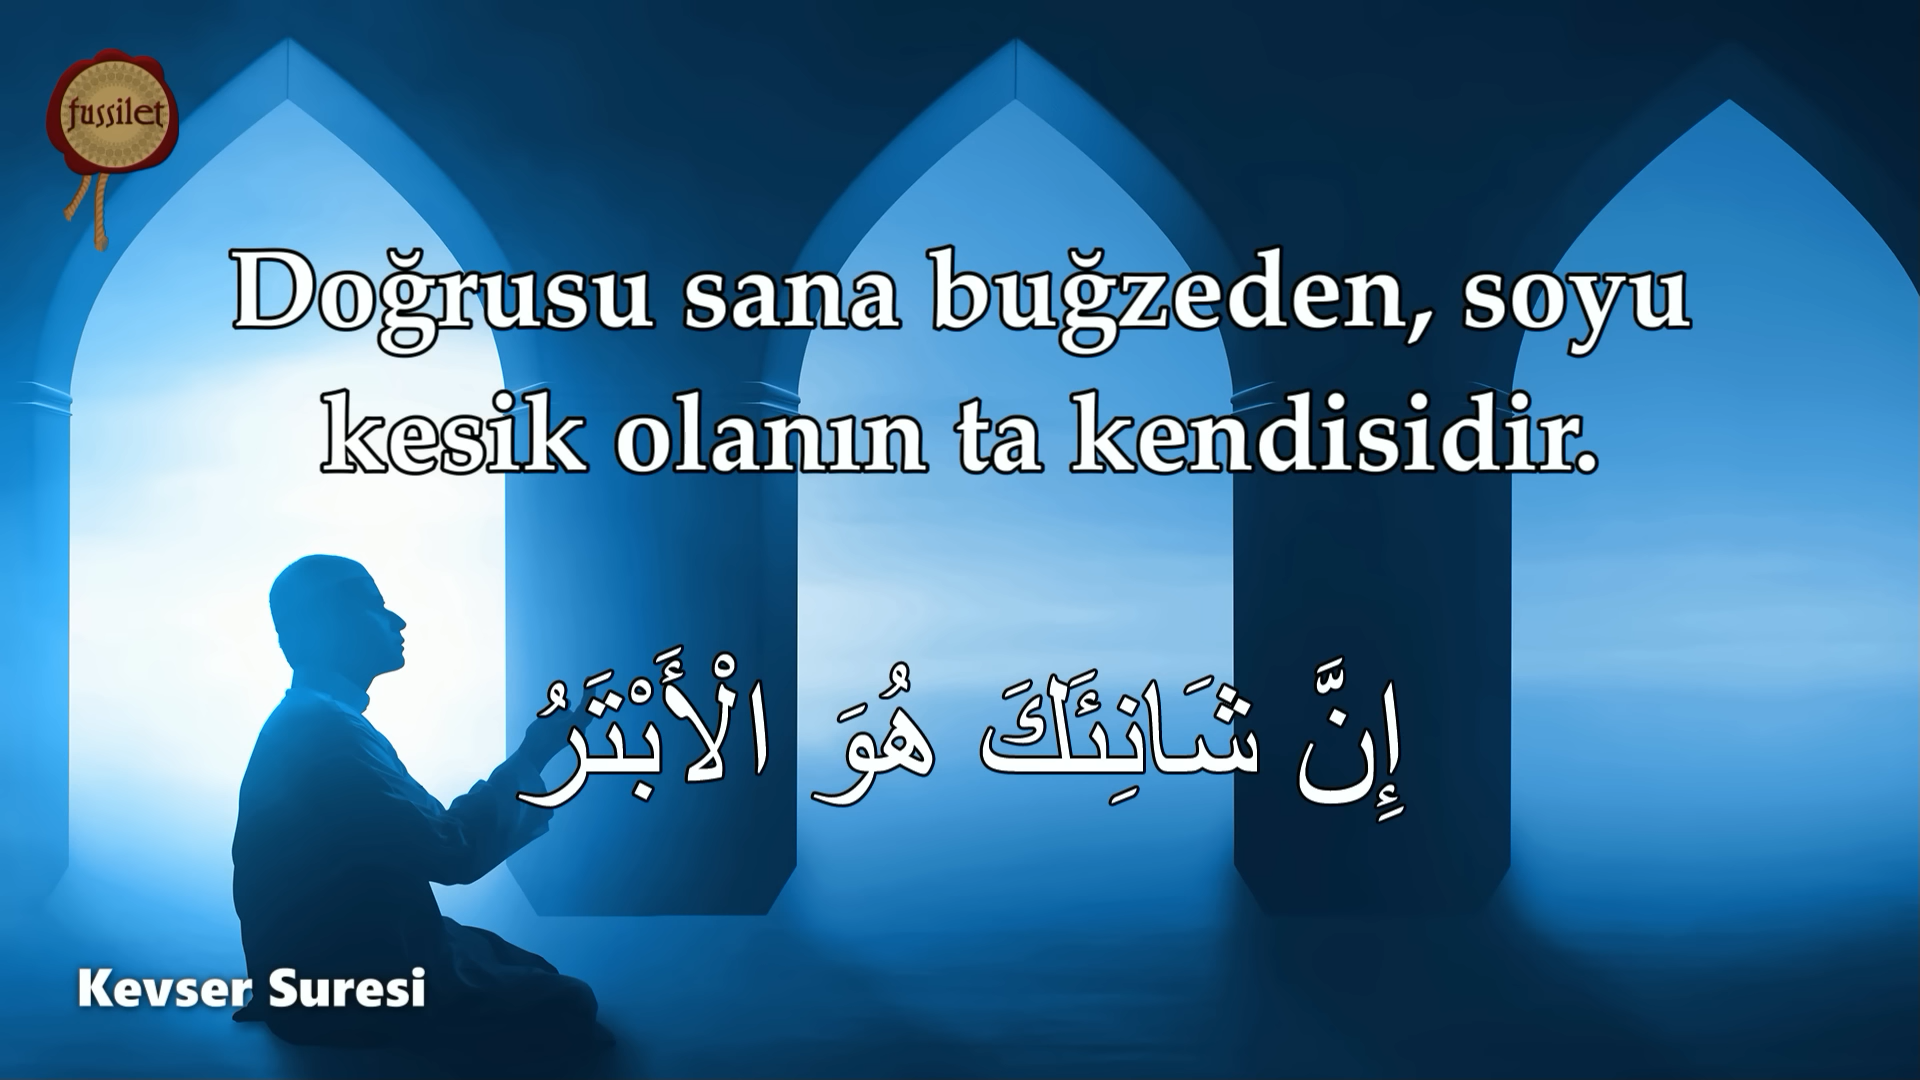 fussilet
Doğrusu sana buğzeden, soyu
kesik olanın ta kendisidir.
إِنَّ شَانِئَكَ هُوَ الْأَبْتَرُ
Kevser Suresi